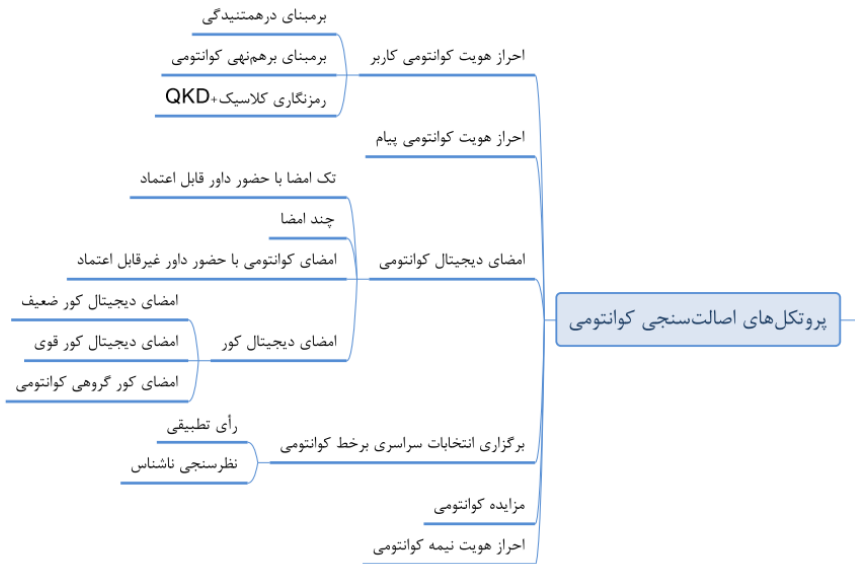 پروتکل‌های اصالت‌سنجی کوانتومی
احراز هویت کوانتومی کاربر
برمبنای درهمتنیدگی
برمبنای برهم‌نهی کوانتومی
رمزنگاری کلاسیک+QKD
احراز هویت کوانتومی پیام
امضای دیجیتال کوانتومی
تک امضا با حضور داور قابل اعتماد
چند امضا
امضای کوانتومی با حضور داور غیرقابل اعتماد
امضای دیجیتال کور
امضای دیجیتال کور ضعیف
امضای دیجیتال کور قوی
امضای کور گروهی کوانتومی
برگزاری انتخابات سراسری برخط کوانتومی
رأی تطبیقی
نظرسنجی ناشناس
مزایده کوانتومی
احراز هویت نیمه کوانتومی